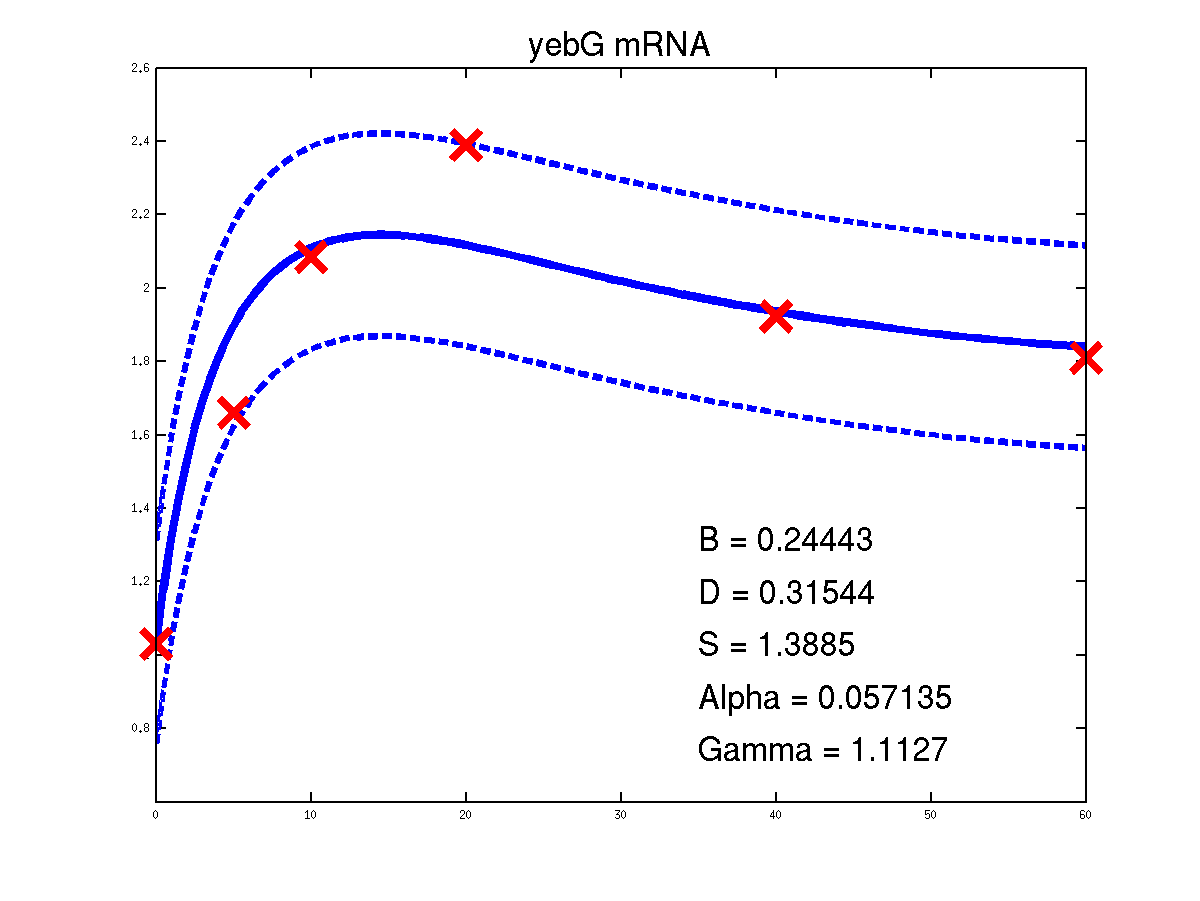 yebG mRNA
2.6
2.4
2.2
2
1.8
1.6
1.4
1.2
0.8
B = 0.24443
D = 0.31544
S = 1.3885
Alpha = 0.057135
Gamma = 1.1127
0 10 20 30 40 50 60